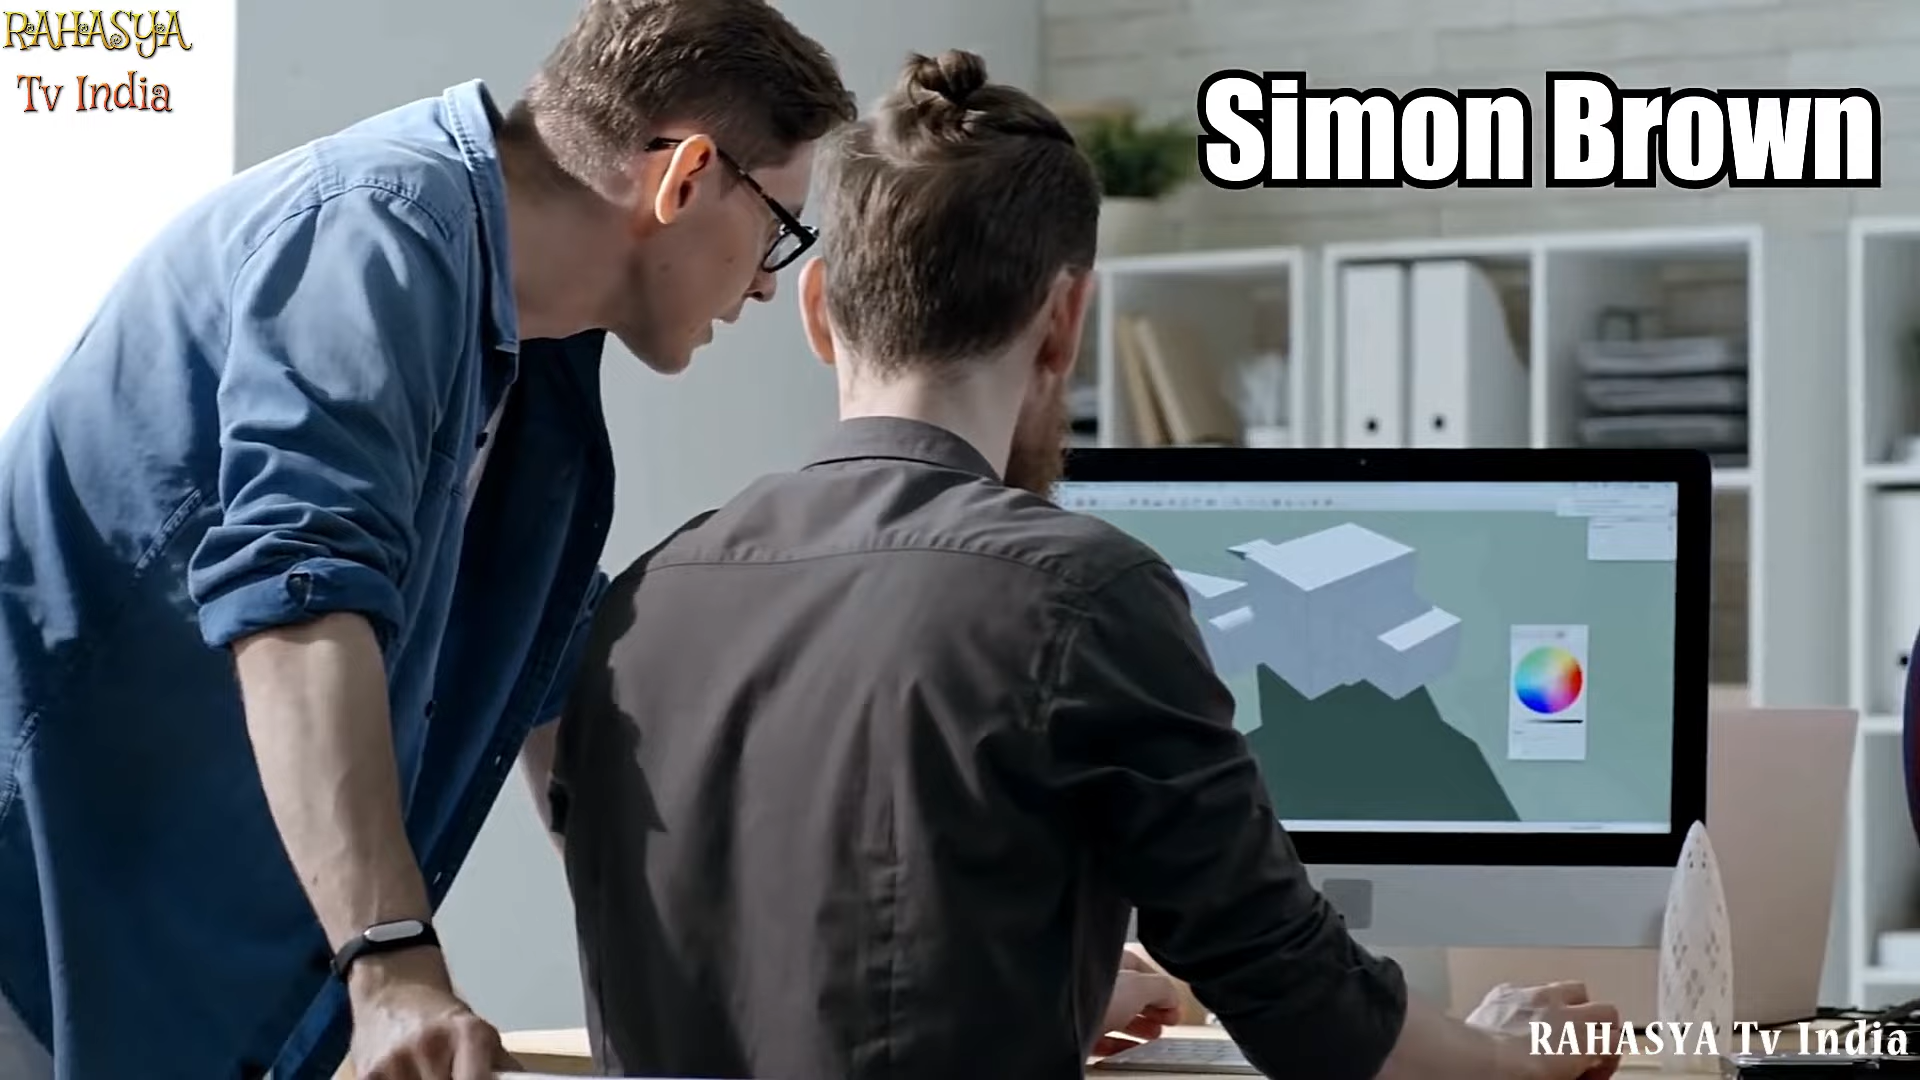 RAHASYA
Tv India
Simon Brown
RAHASYA Tv India